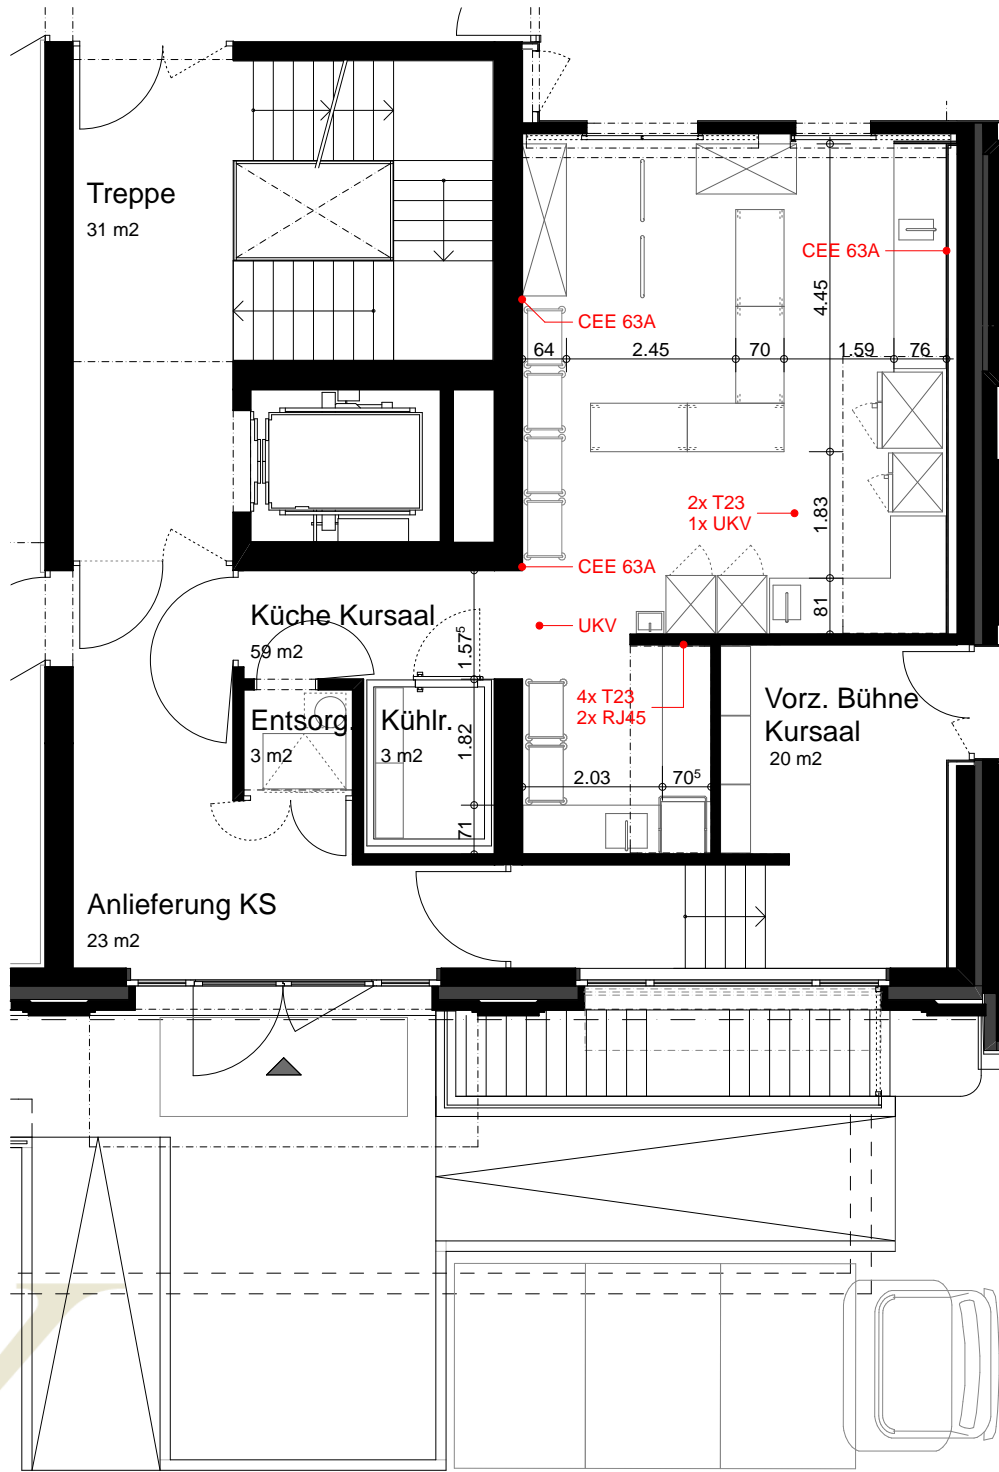 Treppe
31 m2
CEE 63A
4.45
CEE 63A
64
2.45
70
1.59
76
2x T23
1x UKV
1.83
CEE 63A
81
Küche Kursaal
59 m2
1.57⁵
UKV
Entsorg.
3 m2
Kühlr.
3 m2
1.82
71
4x T23
2x RJ45
2.03
70⁵
Vorz. Bühne
Kursaal
20 m2
Anlieferung KS
23 m2